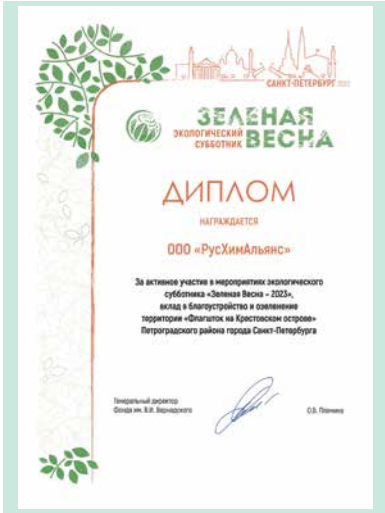 САНКТ-ПЕТЕРБУРГ
ЗЕЛЕНАЯ
ЭКОЛОГИЧЕСКИЙ
СУББОТНИК
ВЕСНА
ДИПЛОМ
НАГРАЖДАЕТСЯ
ООО «РусХимАльянс»
За активное участие в мероприятиях экологического
субботника «Зеленая Весна – 2023»,
вклад в благоустройство и озеленение
территории «Флагшток на Крестовском острове»
Петроградского района города Санкт-Петербурга
Генеральный директор
Фонда им. В.И. Вернадского
О.В. Плямина